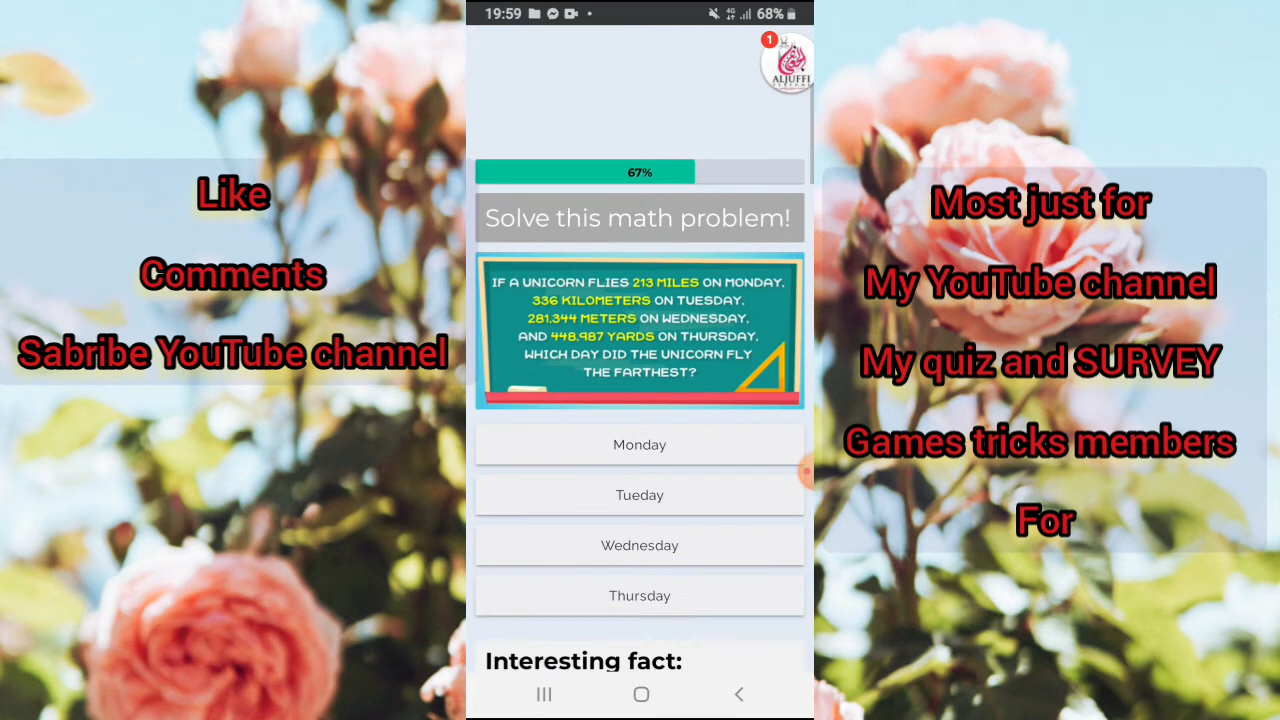 Like
Comments
Sabribe YouTube channel
19:59
4G
68%
1
ALJUFFI
67%
Solve this math problem!
IF A UNICORN FLIES 213 MILES ON MONDAY,
336 KILOMETERS ON TUESDAY,
281,344 METERS ON WEDNESDAY,
AND 448,987 YARDS ON THURSDAY,
WHICH DAY DID THE UNICORN FLY
THE FARTHEST?
Monday
Tueday
Wednesday
Thursday
Interesting fact:
Most just for
My YouTube channel
My quiz and SURVEY
Games tricks members
For